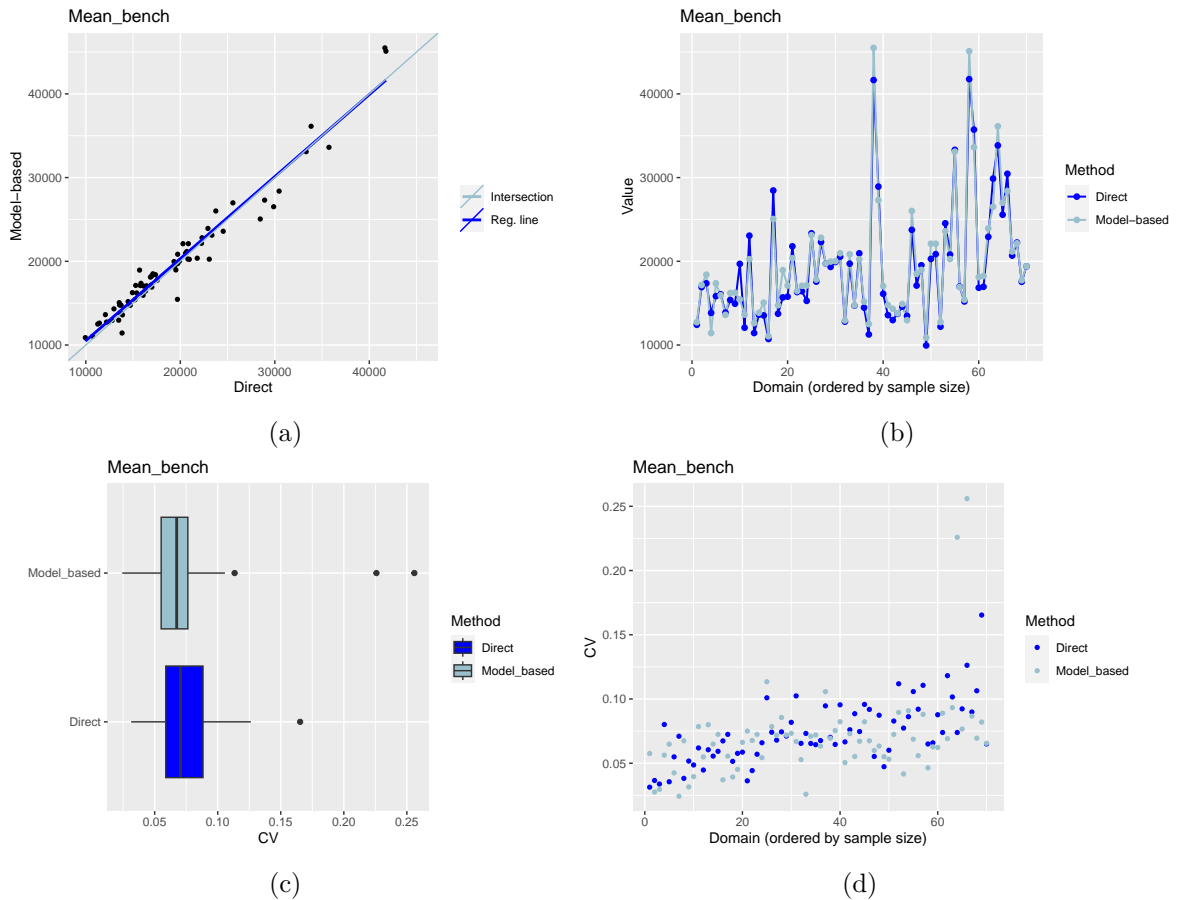 Mean_bench
40000
30000
20000
10000
10000 20000 30000 40000
Direct
Model−based
Intersection
Reg. line
(a)
Mean_bench
40000
30000
20000
10000
0 20 40 60
Domain (ordered by sample size)
Value
Method
Direct
Model−based
(b)
Mean_bench
Model_based
Direct
0.05 0.10 0.15 0.20 0.25
CV
Method
Direct
Model_based
(c)
Mean_bench
0.25
0.20
0.15
0.10
0.05
0 20 40 60
Domain (ordered by sample size)
CV
Method
Direct
Model_based
(d)